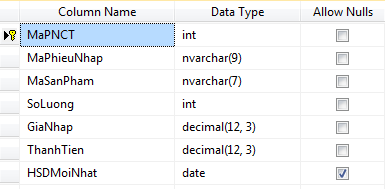 Column Name Data Type Allow Nulls
MaPNCT int
MaPhieuNhap nvarchar(9)
MaSanPham nvarchar(7)
SoLuong int
GiaNhap decimal(12, 3)
ThanhTien decimal(12, 3)
HSDMoiNhat date